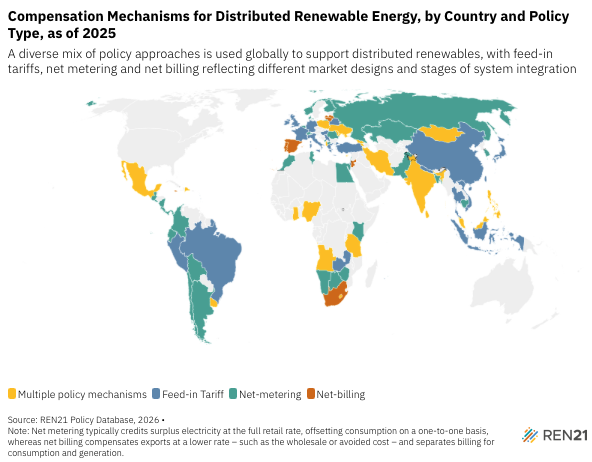 Compensation Mechanisms for Distributed Renewable Energy, by Country and Policy
Type, as of 2025
A diverse mix of policy approaches is used globally to support distributed renewables, with feed-in
tariffs, net metering and net billing reflecting different market designs and stages of system integration
Multiple policy mechanisms Feed-in Tariff Net-metering Net-billing
Source: REN21 Policy Database, 2026 •
Note: Net metering typically credits surplus electricity at the full retail rate, offsetting consumption on a one-to-one basis,
whereas net billing compensates exports at a lower rate – such as the wholesale or avoided cost – and separates billing for
consumption and generation.
REN21